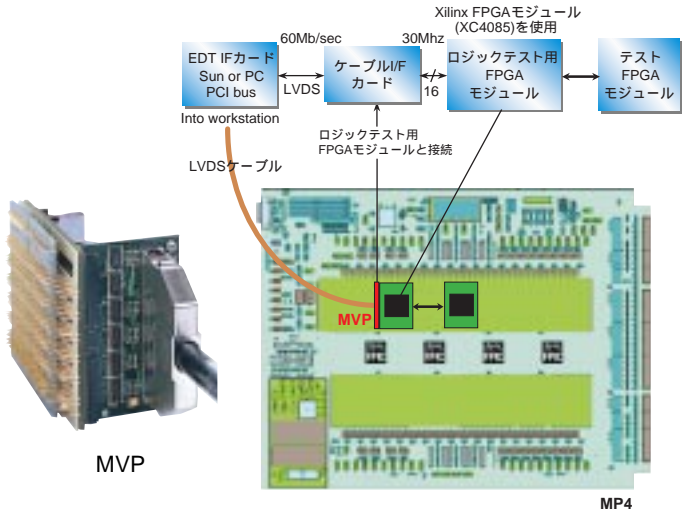 Xilinx FPGAモジュール
(XC4085)を使用
60Mb/sec
30Mhz
EDT IFカード
Sun or PC
PCI bus
LVDS
ケーブルI/F
カード
16
ロジックテスト用
FPGA
モジュール
テスト
FPGA
モジュール
Into workstation
ロジックテスト用
FPGAモジュールと接続
LVDSケーブル
MVP
FPIC
FPIC
FPIC
FPIC
MVP
MP4